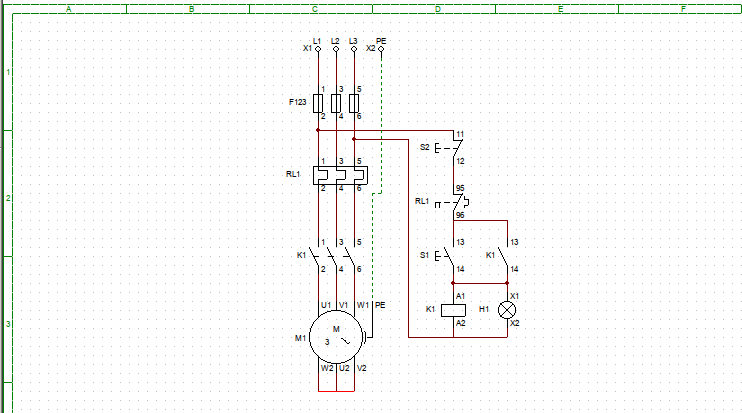 A B C D E F
L1 L2 L3 PE
X1 X2
1
1 3 5
F123
2 4 6
11
S2
12
1 3 5
RL1
2 4 6
95
2
RL1
96
1 3 5 13 13
K1 S1 K1
2 4 6 14 14
A1 X1
U1 V1 W1 PE
K1 H1
A2 X2
3
M
M1 3
W2 U2 V2